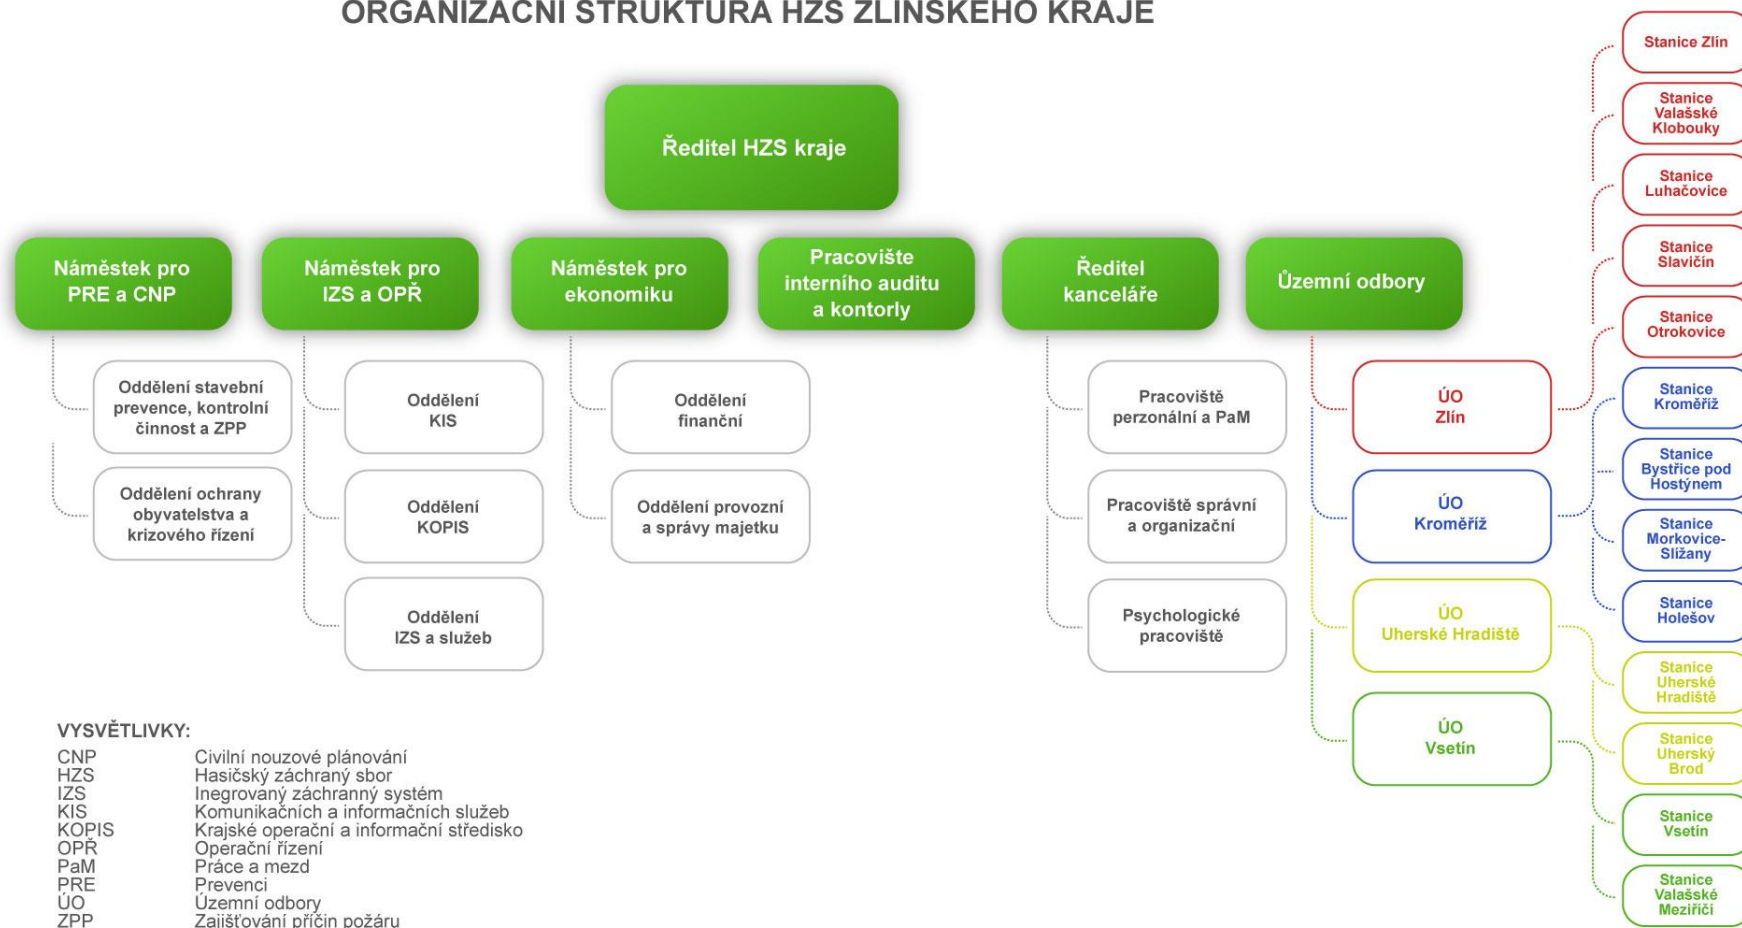 ORGANIZAČNÍ STRUKTURA HZS ZLÍNSKÉHO KRAJE
Ředitel HZS kraje
Náměstek pro
PRE a CNP
Náměstek pro
IZS a OPŘ
Náměstek pro
ekonomiku
Pracovište
interního auditu
a kontorly
Ředitel
kanceláře
Územní odbory
Oddělení stavební
prevence, kontrolní
činnost a ZPP
Oddělení ochrany
obyvatelstva a
krizového řízení
Oddělení
KIS
Oddělení
KOPIS
Oddělení
IZS a služeb
Oddělení
finanční
Oddělení provozní
a správy majetku
Pracoviště
perzonální a PaM
Pracoviště správní
a organizační
Psychologické
pracoviště
ÚO
Zlín
ÚO
Kroměříž
ÚO
Uherské Hradiště
ÚO
Vsetín
Stanice Zlín
Stanice
Valašské
Klobouky
Stanice
Luhačovice
Stanice
Slavičín
Stanice
Otrokovice
Stanice
Kroměříž
Stanice
Bystřice pod
Hostýnem
Stanice
Morkovice-
Slížany
Stanice
Holešov
Stanice
Uherské
Hradiště
Stanice
Uherský
Brod
Stanice
Vsetín
Stanice
Valašské
Meziříčí
VYSVĚTLIVKY:
CNP Civilní nouzové plánování
HZS Hasičský záchraný sbor
IZS Inegrovaný záchranný systém
KIS Komunikačních a informačních služeb
KOPIS Krajské operační a informační středisko
OPŘ Operační řízení
PaM Práce a mezd
PRE Prevenci
ÚO Územní odbory
ZPP Zajišťování příčin požáru